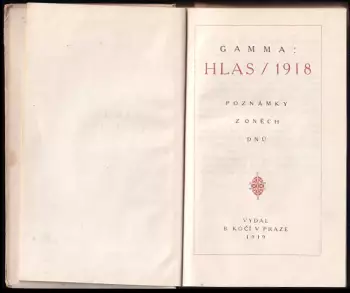 GAMMA:
HLAS / 1918
POZNÁMKY
Z ONĚCH
DNŮ
VYDAL
B. KOČÍ V PRAZE
1919